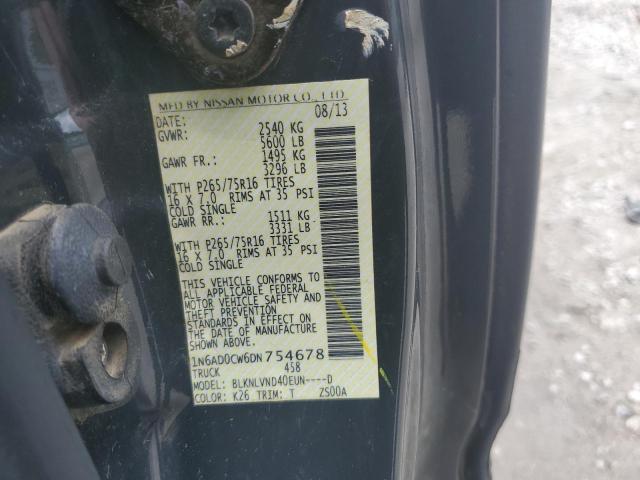 MFD BY NISSAN MOTOR CO., LTD.
DATE: 08/13
GVWR: 2540 KG
5600 LB
GAWR FR.: 1495 KG
3296 LB
WITH P265/75R16 TIRES
16 X 7.0 RIMS AT 35 PSI
COLD SINGLE
GAWR RR.: 1511 KG
3331 LB
WITH P265/75R16 TIRES
16 X 7.0 RIMS AT 35 PSI
COLD SINGLE
THIS VEHICLE CONFORMS TO
ALL APPLICABLE FEDERAL
MOTOR VEHICLE SAFETY AND
THEFT PREVENTION
STANDARDS IN EFFECT ON
THE DATE OF MANUFACTURE
SHOWN ABOVE.
1N6AD0CW6DN754678
TRUCK 458
MODEL: BLKNLVND40EUN----D
COLOR: K26 TRIM: T ZS00A